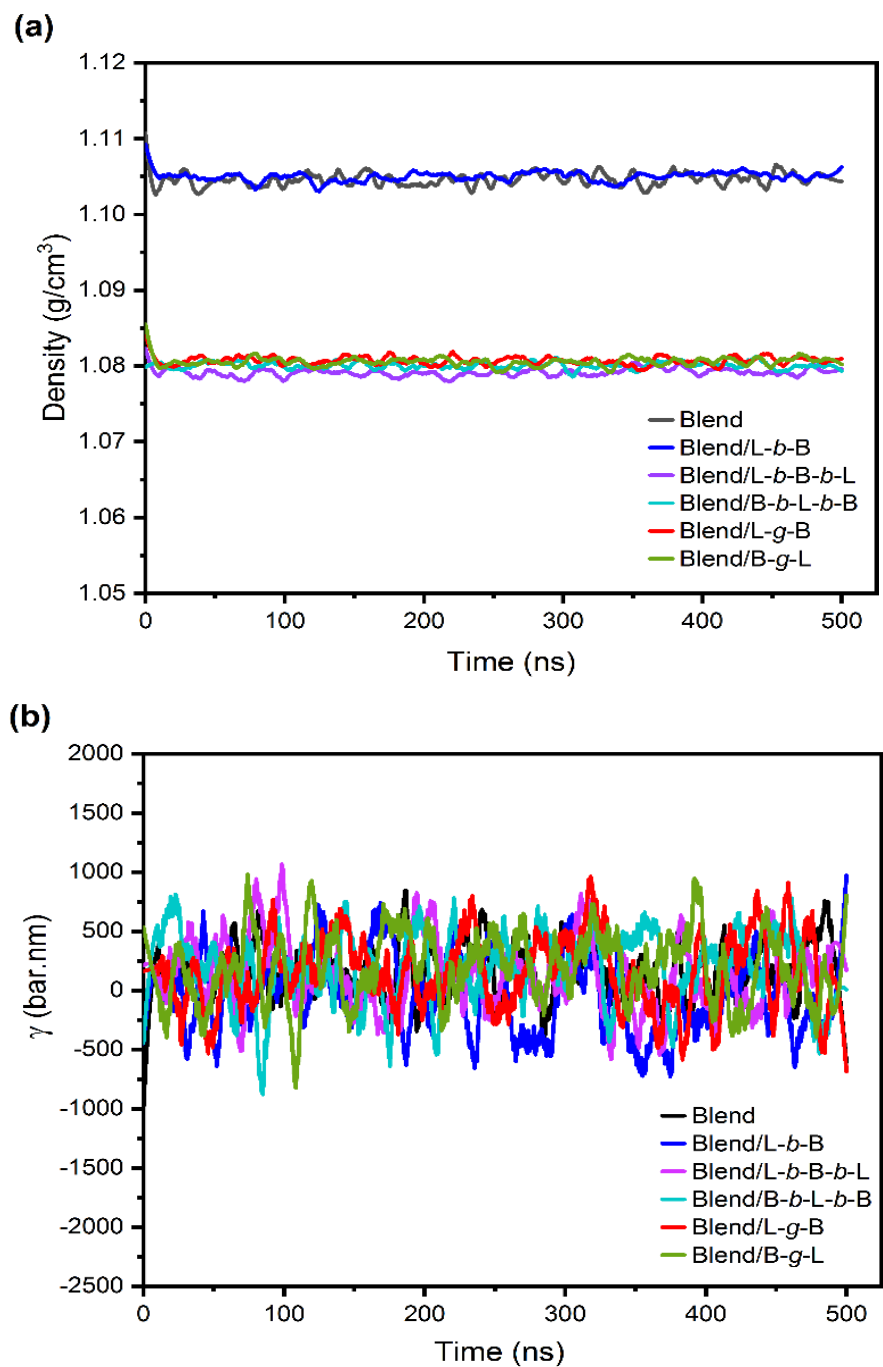 (a)
1.12
1.11
1.10
1.09
1.08
1.07
1.06
1.05
Density (g/cm³)
Blend
Blend/L-b-B
Blend/L-b-B-b-L
Blend/B-b-L-b-B
Blend/L-g-B
Blend/B-g-L
0 100 200 300 400 500
Time (ns)
(b)
2000
1500
1000
500
0
-500
-1000
-1500
-2000
-2500
γ (bar.nm)
Blend
Blend/L-b-B
Blend/L-b-B-b-L
Blend/B-b-L-b-B
Blend/L-g-B
Blend/B-g-L
0 100 200 300 400 500
Time (ns)